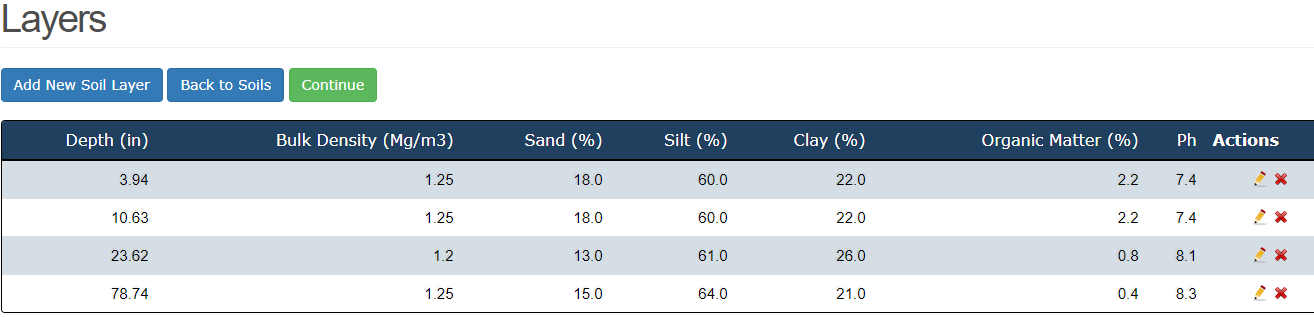 Layers
Add New Soil Layer Back to Soils Continue
Depth (in) Bulk Density (Mg/m3) Sand (%) Silt (%) Clay (%) Organic Matter (%) Ph Actions
3.94 1.25 18.0 60.0 22.0 2.2 7.4
10.63 1.25 18.0 60.0 22.0 2.2 7.4
23.62 1.2 13.0 61.0 26.0 0.8 8.1
78.74 1.25 15.0 64.0 21.0 0.4 8.3